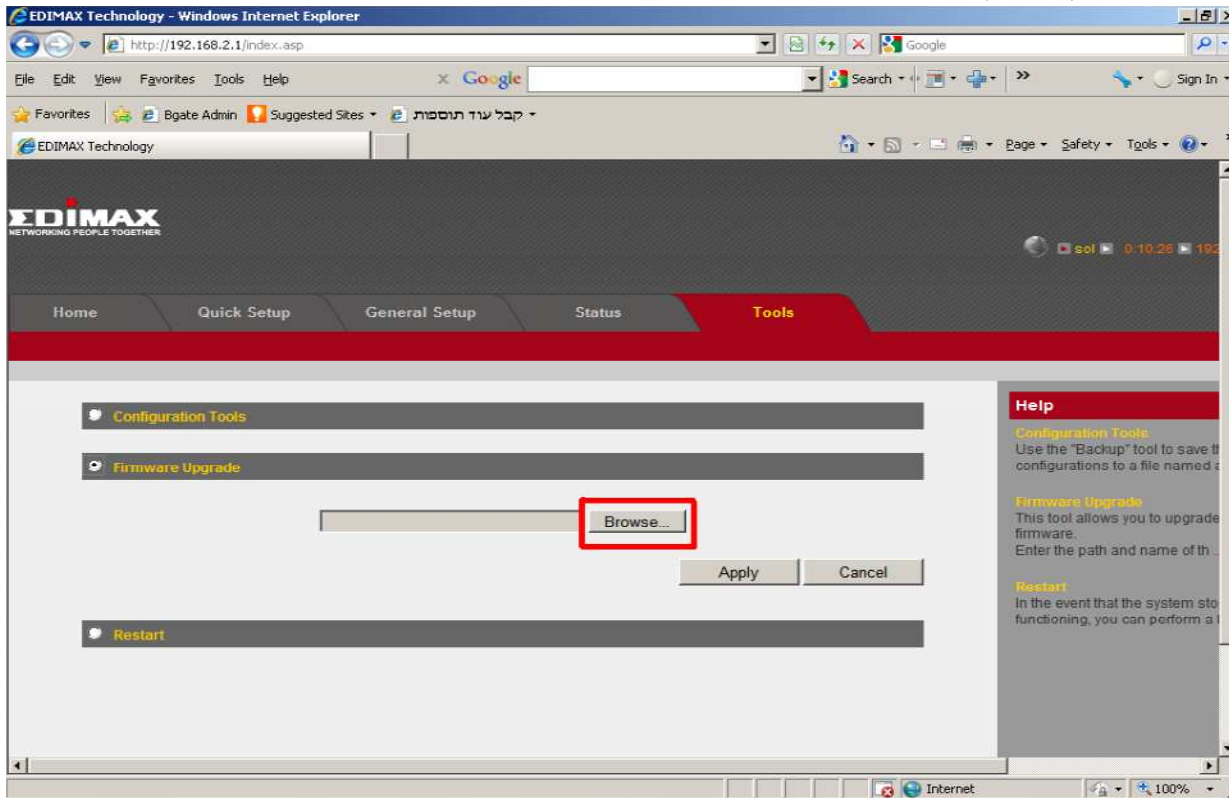 EDIMAX Technology - Windows Internet Explorer
http://192.168.2.1/index.asp
Google
File Edit View Favorites Tools Help
x Google
Search
»
Sign In
Favorites
Bgate Admin
Suggested Sites
קבל עוד תוספות
EDIMAX Technology
Page Safety Tools
EDIMAX
NETWORKING PEOPLE TOGETHER
sol 0:10:26 192
Home Quick Setup General Setup Status Tools
Configuration Tools
Firmware Upgrade
Browse...
Apply Cancel
Restart
Help
Configuration Tools
Use the "Backup" tool to save
configurations to a file named
Firmware Upgrade
This tool allows you to upgrade
firmware.
Enter the path and name of th ..
Restart
In the event that the system sto
functioning, you can perform a
Internet
100%